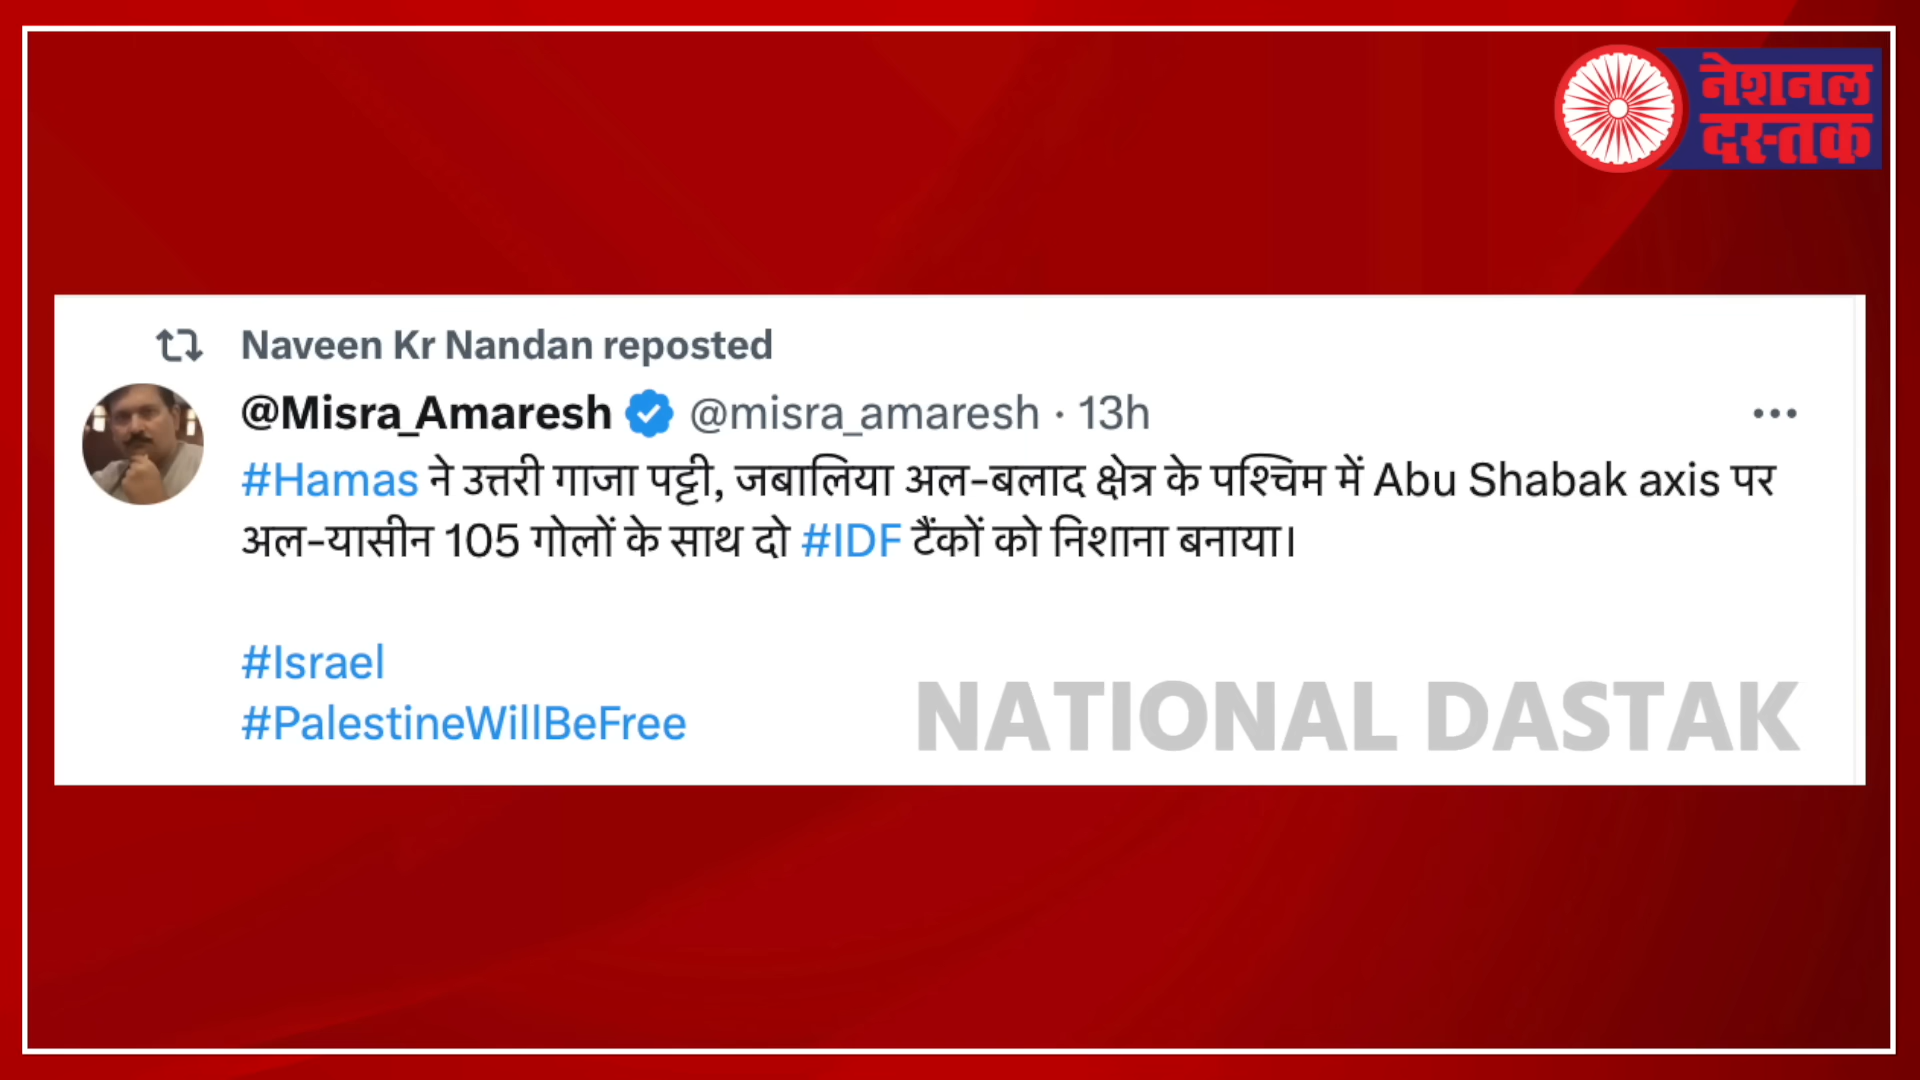 नेशनल
दस्तक
Naveen Kr Nandan reposted
@Misra_Amaresh @misra_amaresh · 13h
#Hamas ने उत्तरी गाजा पट्टी, जबालिया अल-बलाद क्षेत्र के पश्चिम में Abu Shabak axis पर
अल-यासीन 105 गोलों के साथ दो #IDF टैंकों को निशाना बनाया।
#Israel
#PalestineWillBeFree
NATIONAL DASTAK